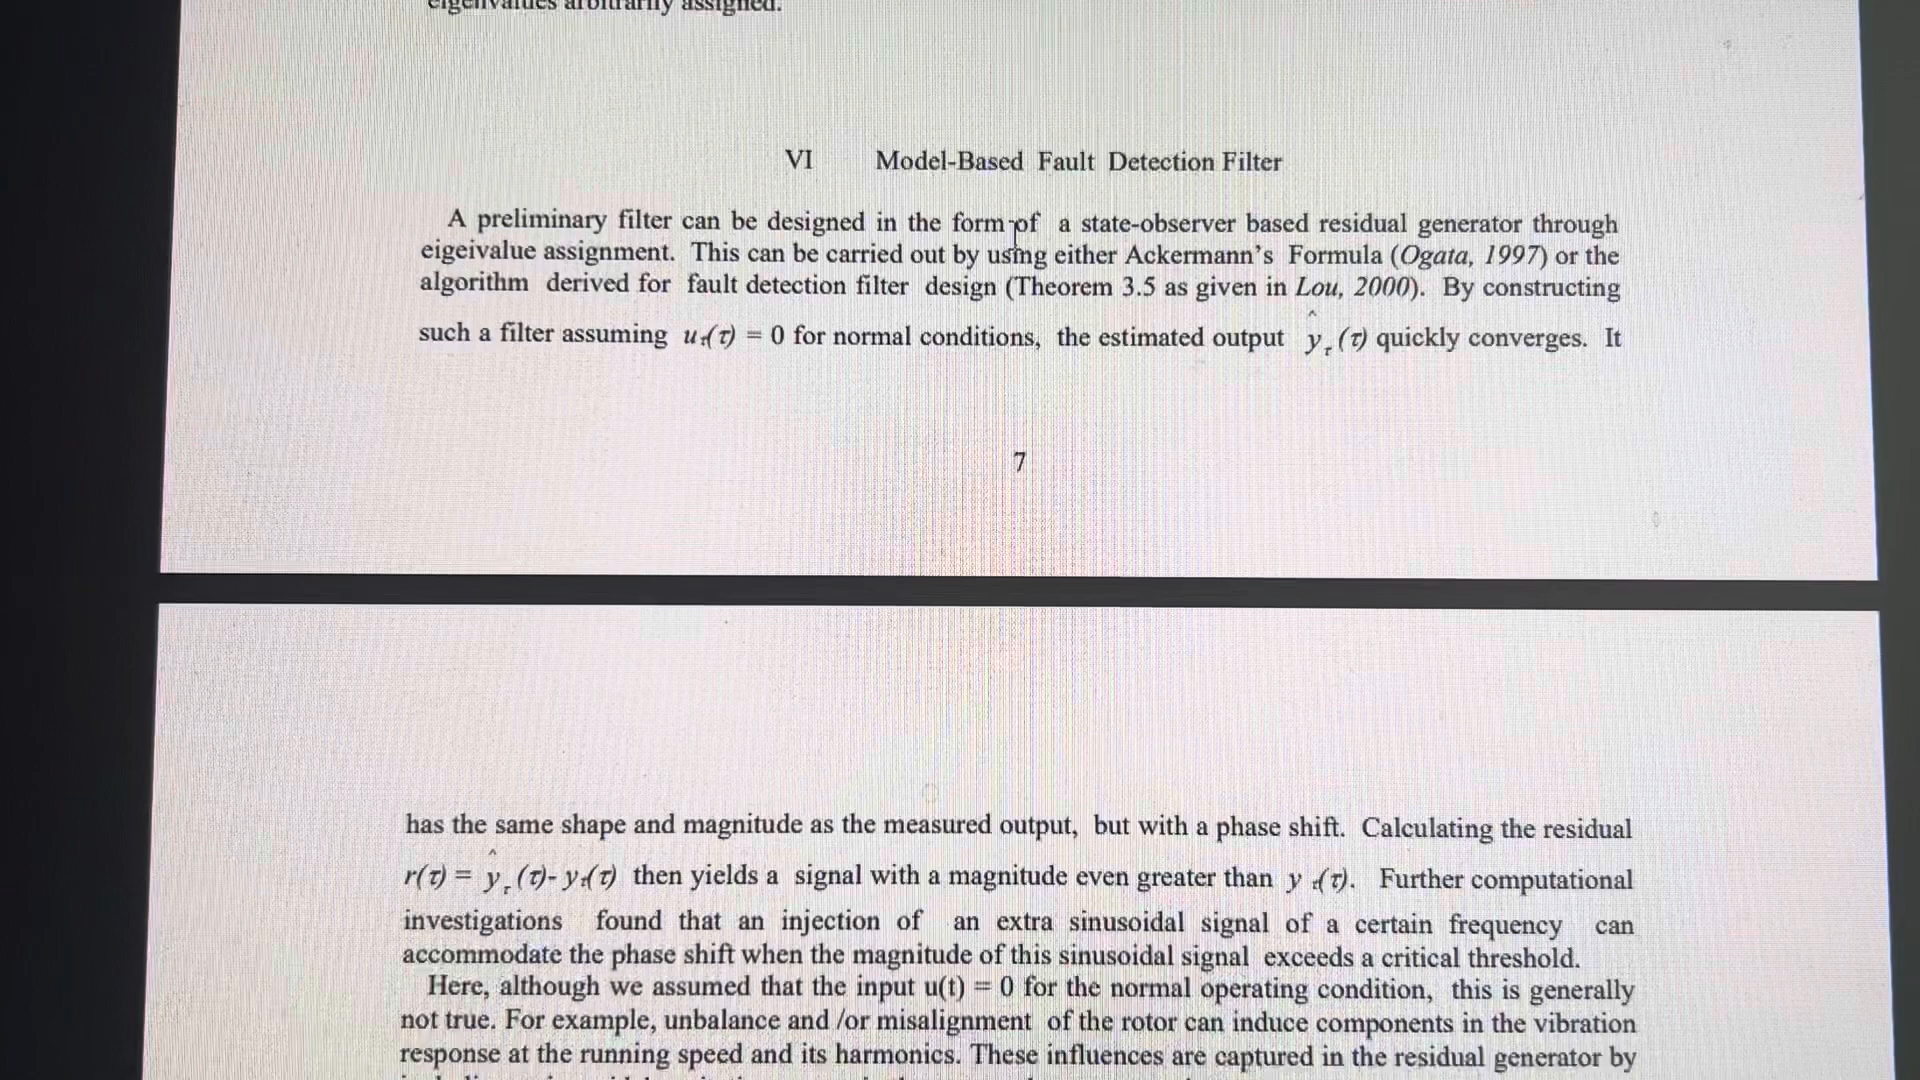 eigenvalues arbitrarily assigned.
VI Model-Based Fault Detection Filter
A preliminary filter can be designed in the form of a state-observer based residual generator through
eigeivalue assignment. This can be carried out by using either Ackermann's Formula (Ogata, 1997) or the
algorithm derived for fault detection filter design (Theorem 3.5 as given in Lou, 2000). By constructing
such a filter assuming uτ(τ) = 0 for normal conditions, the estimated output ŷτ(τ) quickly converges. It
7
has the same shape and magnitude as the measured output, but with a phase shift. Calculating the residual
r(τ) = ŷτ(τ)- yτ(τ) then yields a signal with a magnitude even greater than y τ(τ). Further computational
investigations found that an injection of an extra sinusoidal signal of a certain frequency can
accommodate the phase shift when the magnitude of this sinusoidal signal exceeds a critical threshold.
Here, although we assumed that the input u(t) = 0 for the normal operating condition, this is generally
not true. For example, unbalance and /or misalignment of the rotor can induce components in the vibration
response at the running speed and its harmonics. These influences are captured in the residual generator by